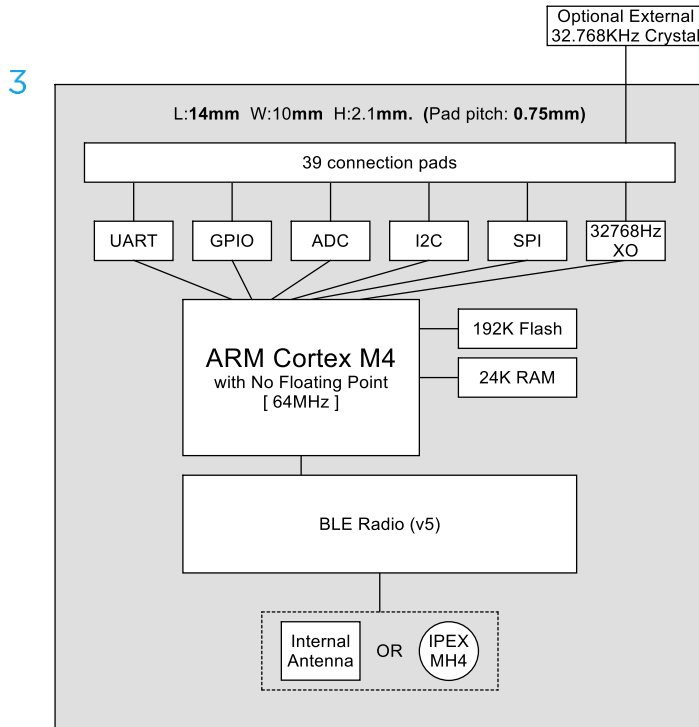 Optional External
32.768KHz Crystal
3
L:14mm W:10mm H:2.1mm. (Pad pitch: 0.75mm)
39 connection pads
UART
GPIO
ADC
I2C
SPI
32768Hz
XO
ARM Cortex M4
with No Floating Point
[ 64MHz ]
192K Flash
24K RAM
BLE Radio (v5)
Internal
Antenna
OR
IPEX
MH4